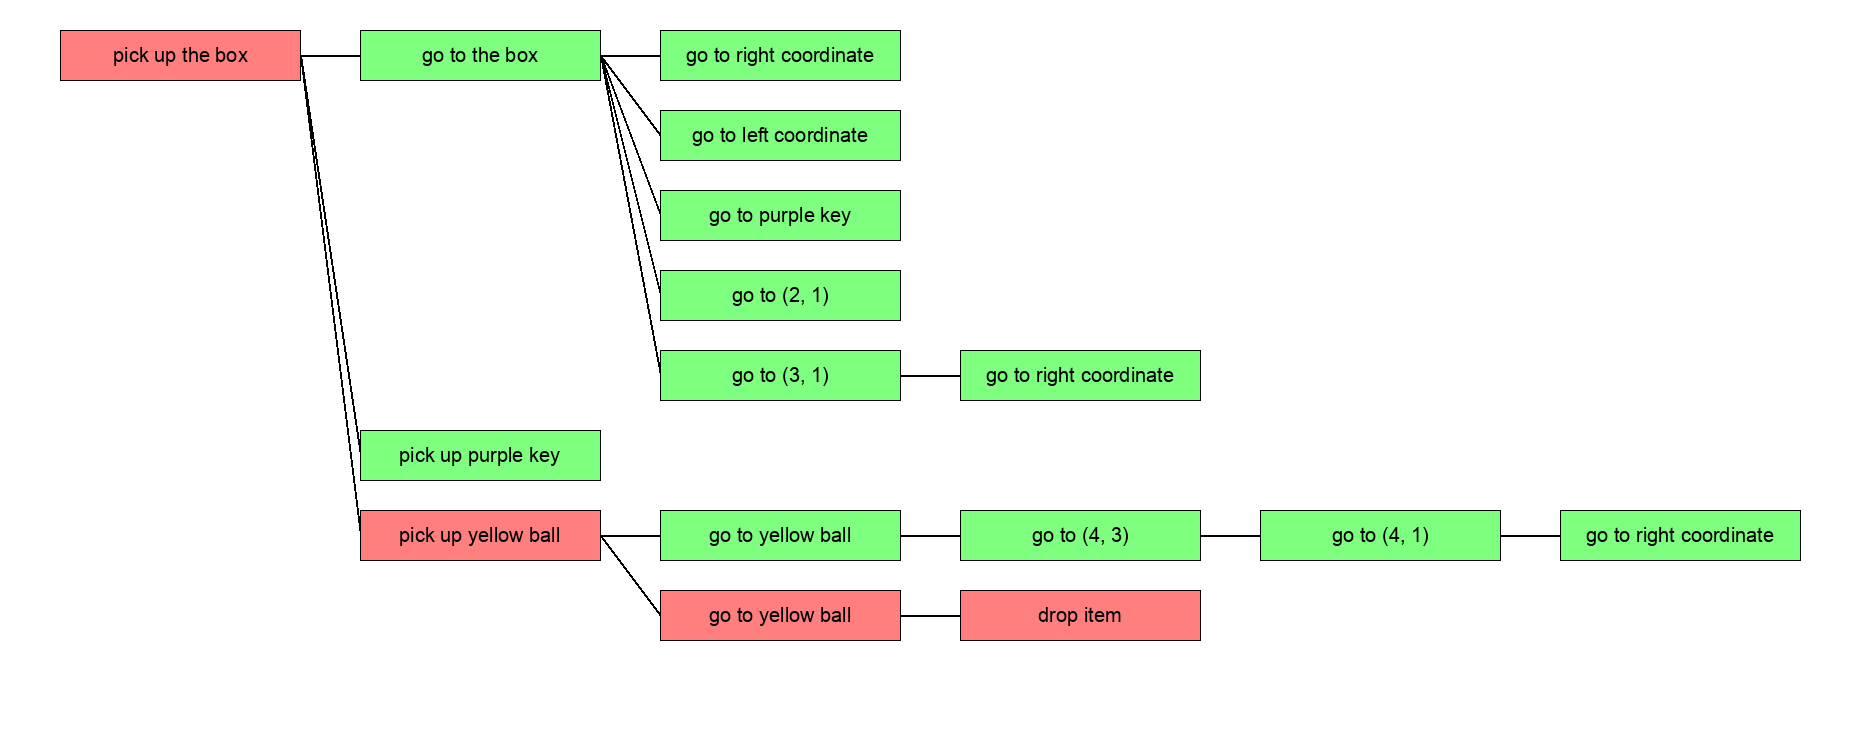 pick up the box
go to the box
go to right coordinate
go to left coordinate
go to purple key
go to (2, 1)
go to (3, 1)
go to right coordinate
pick up purple key
pick up yellow ball
go to yellow ball
go to (4, 3)
go to (4, 1)
go to right coordinate
go to yellow ball
drop item